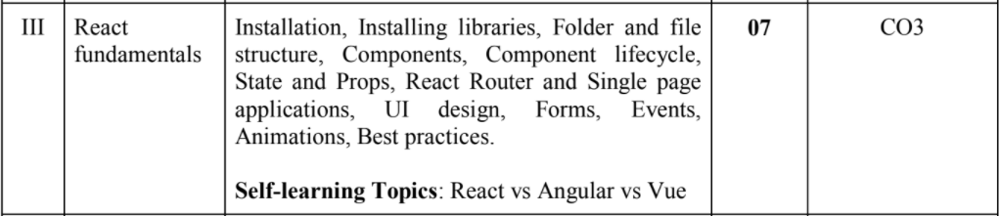 III React Installation, Installing libraries, Folder and file 07 CO3
fundamentals structure, Components, Component lifecycle,
State and Props, React Router and Single page
applications, UI design, Forms, Events,
Animations, Best practices.
Self-learning Topics: React vs Angular vs Vue